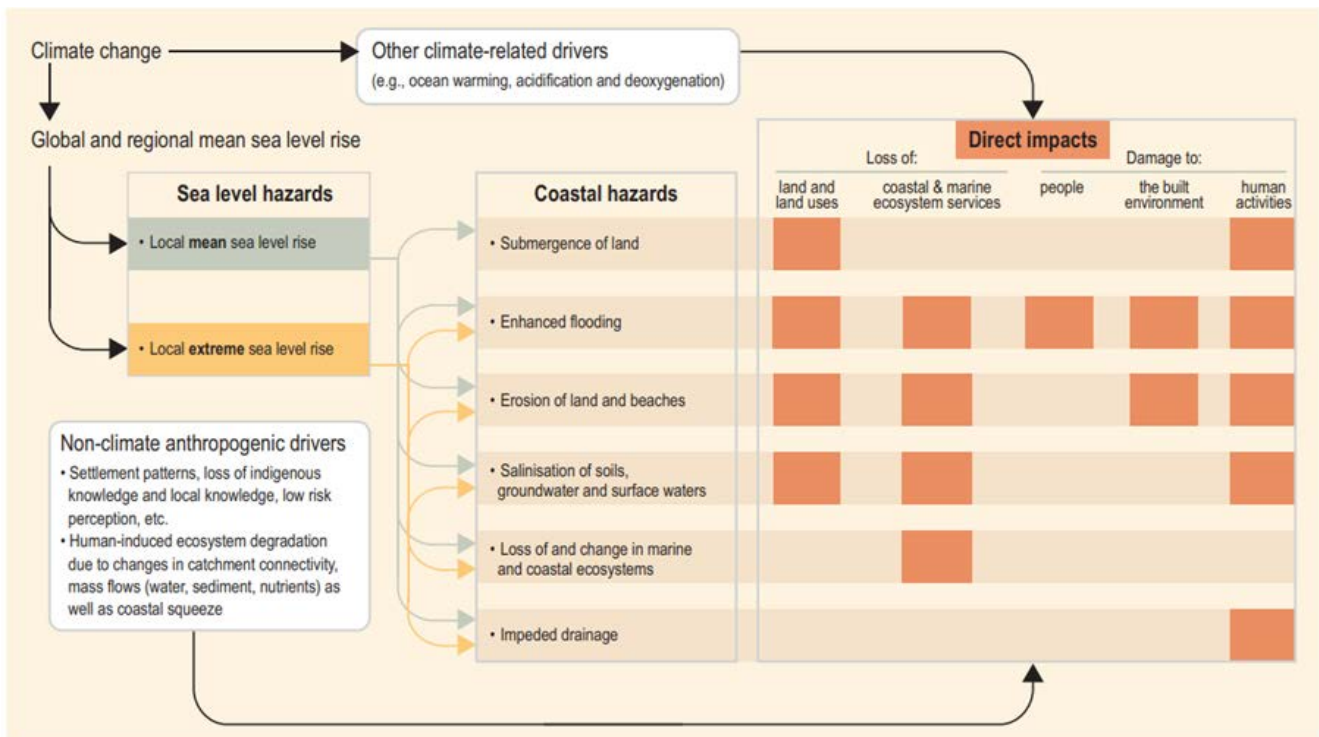 Climate change
Other climate-related drivers
(e.g., ocean warming, acidification and deoxygenation)
Global and regional mean sea level rise
Direct impacts
Loss of:
Damage to:
Sea level hazards
Coastal hazards
land and
land uses
coastal & marine
ecosystem services
people
the built
environment
human
activities
• Local mean sea level rise
• Submergence of land
• Enhanced flooding
• Local extreme sea level rise
• Erosion of land and beaches
Non-climate anthropogenic drivers
• Settlement patterns, loss of indigenous
knowledge and local knowledge, low risk
perception, etc.
• Human-induced ecosystem degradation
due to changes in catchment connectivity,
mass flows (water, sediment, nutrients) as
well as coastal squeeze
• Salinisation of soils,
groundwater and surface waters
• Loss of and change in marine
and coastal ecosystems
• Impeded drainage